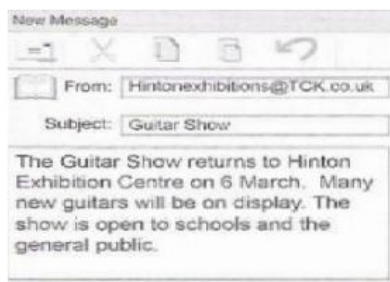 New Message
From: Hintonexhibitions@TCK.co.uk
Subject: Guitar Show
The Guitar Show returns to Hinton
Exhibition Centre on 6 March. Many
new guitars will be on display. The
show is open to schools and the
general public.